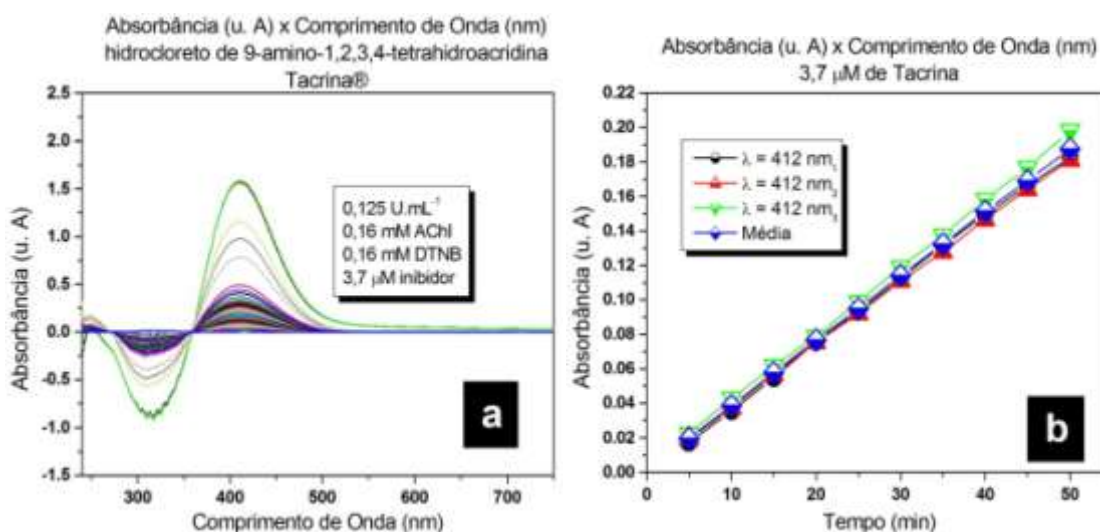 Absorbância (u. A) x Comprimento de Onda (nm)
hidrocloreto de 9-amino-1,2,3,4-tetrahidroacridina
Tacrina®
Absorbância (u. A)
2.5
2.0
1.5
1.0
0.5
0.0
-0.5
-1.0
-1.5
0,125 U.mL⁻¹
0,16 mM AChI
0,16 mM DTNB
3,7 μM inibidor
a
300 400 500 600 700
Comprimento de Onda (nm)
Absorbância (u. A) x Comprimento de Onda (nm)
3,7 μM de Tacrina
Absorbância (u. A)
0.22
0.20
0.18
0.16
0.14
0.12
0.10
0.08
0.06
0.04
0.02
0.00
λ = 412 nm₁
λ = 412 nm₂
λ = 412 nm₃
Média
b
0 10 20 30 40 50
Tempo (min)